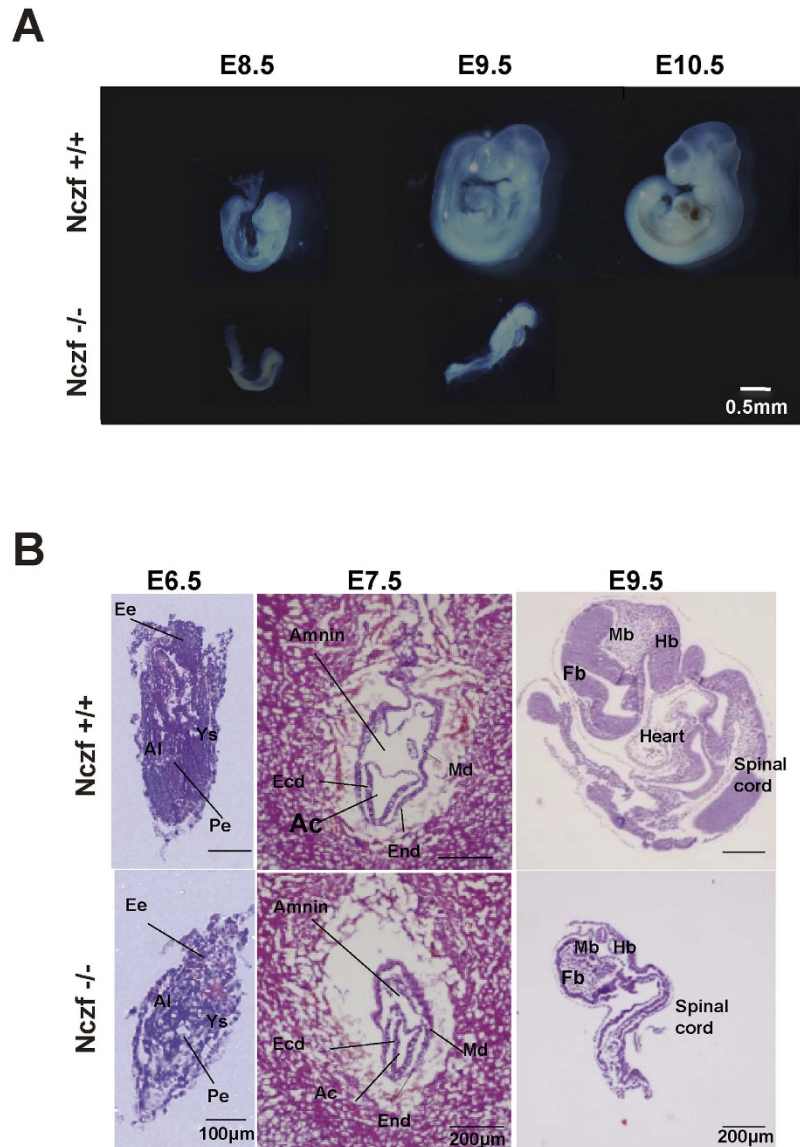 A
E8.5 E9.5 E10.5
Nczf +/+
Nczf -/-
0.5mm
B
E6.5 E7.5 E9.5
Nczf +/+
Ee
Al
Ys
Pe
Amnin
Ecd
Ac
Md
End
Mb
Hb
Fb
Heart
Spinal
cord
Nczf -/-
Ee
Al
Ys
Pe
100μm
Amnin
Ecd
Ac
Md
End
200μm
Mb
Hb
Fb
Spinal
cord
200μm